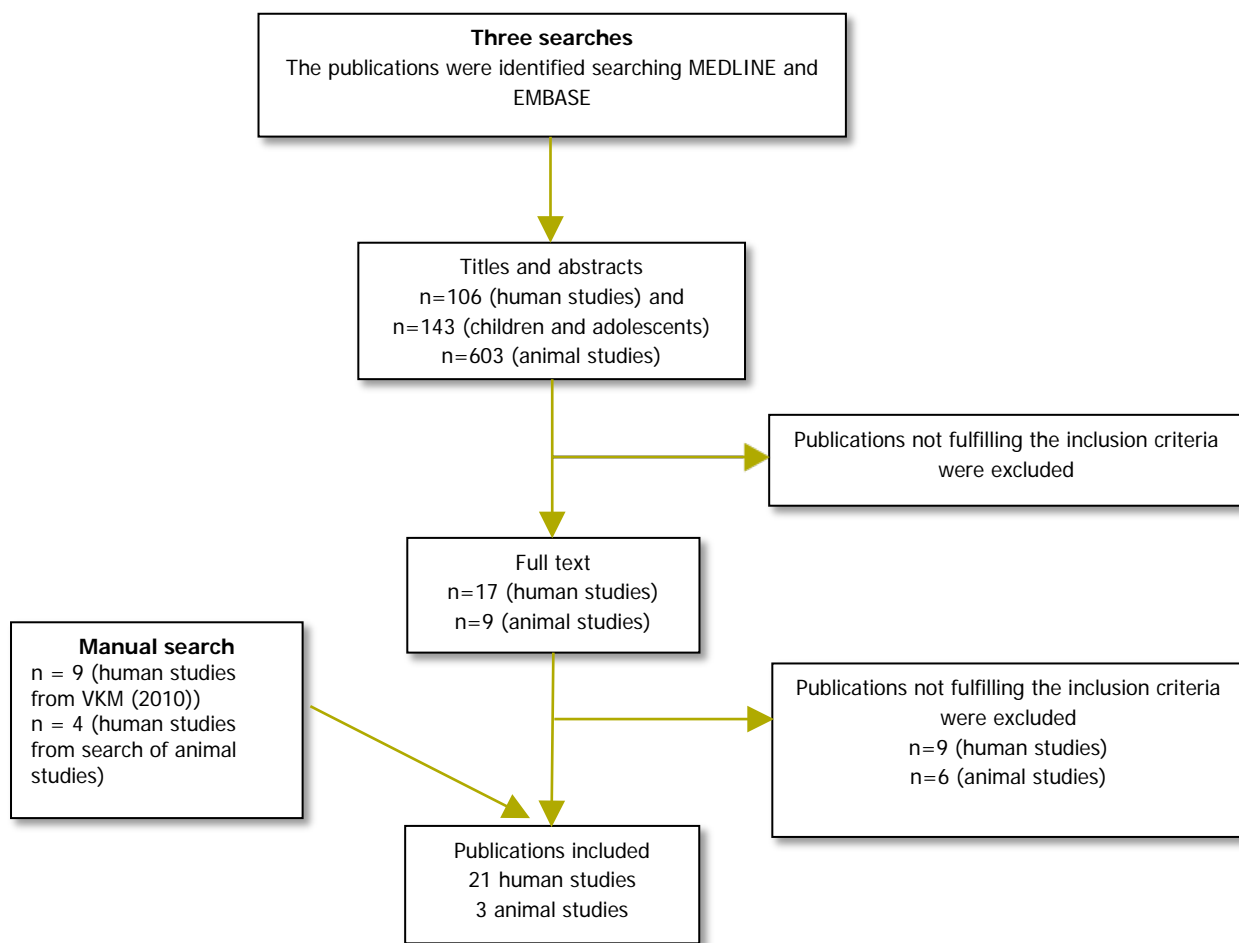 Three searches
The publications were identified searching MEDLINE and
EMBASE
Titles and abstracts
n=106 (human studies) and
n=143 (children and adolescents)
n=603 (animal studies)
Publications not fulfilling the inclusion criteria
were excluded
Full text
n=17 (human studies)
n=9 (animal studies)
Manual search
n = 9 (human studies
from VKM (2010))
n = 4 (human studies
from search of animal
studies)
Publications not fulfilling the inclusion criteria
were excluded
n=9 (human studies)
n=6 (animal studies)
Publications included
21 human studies
3 animal studies